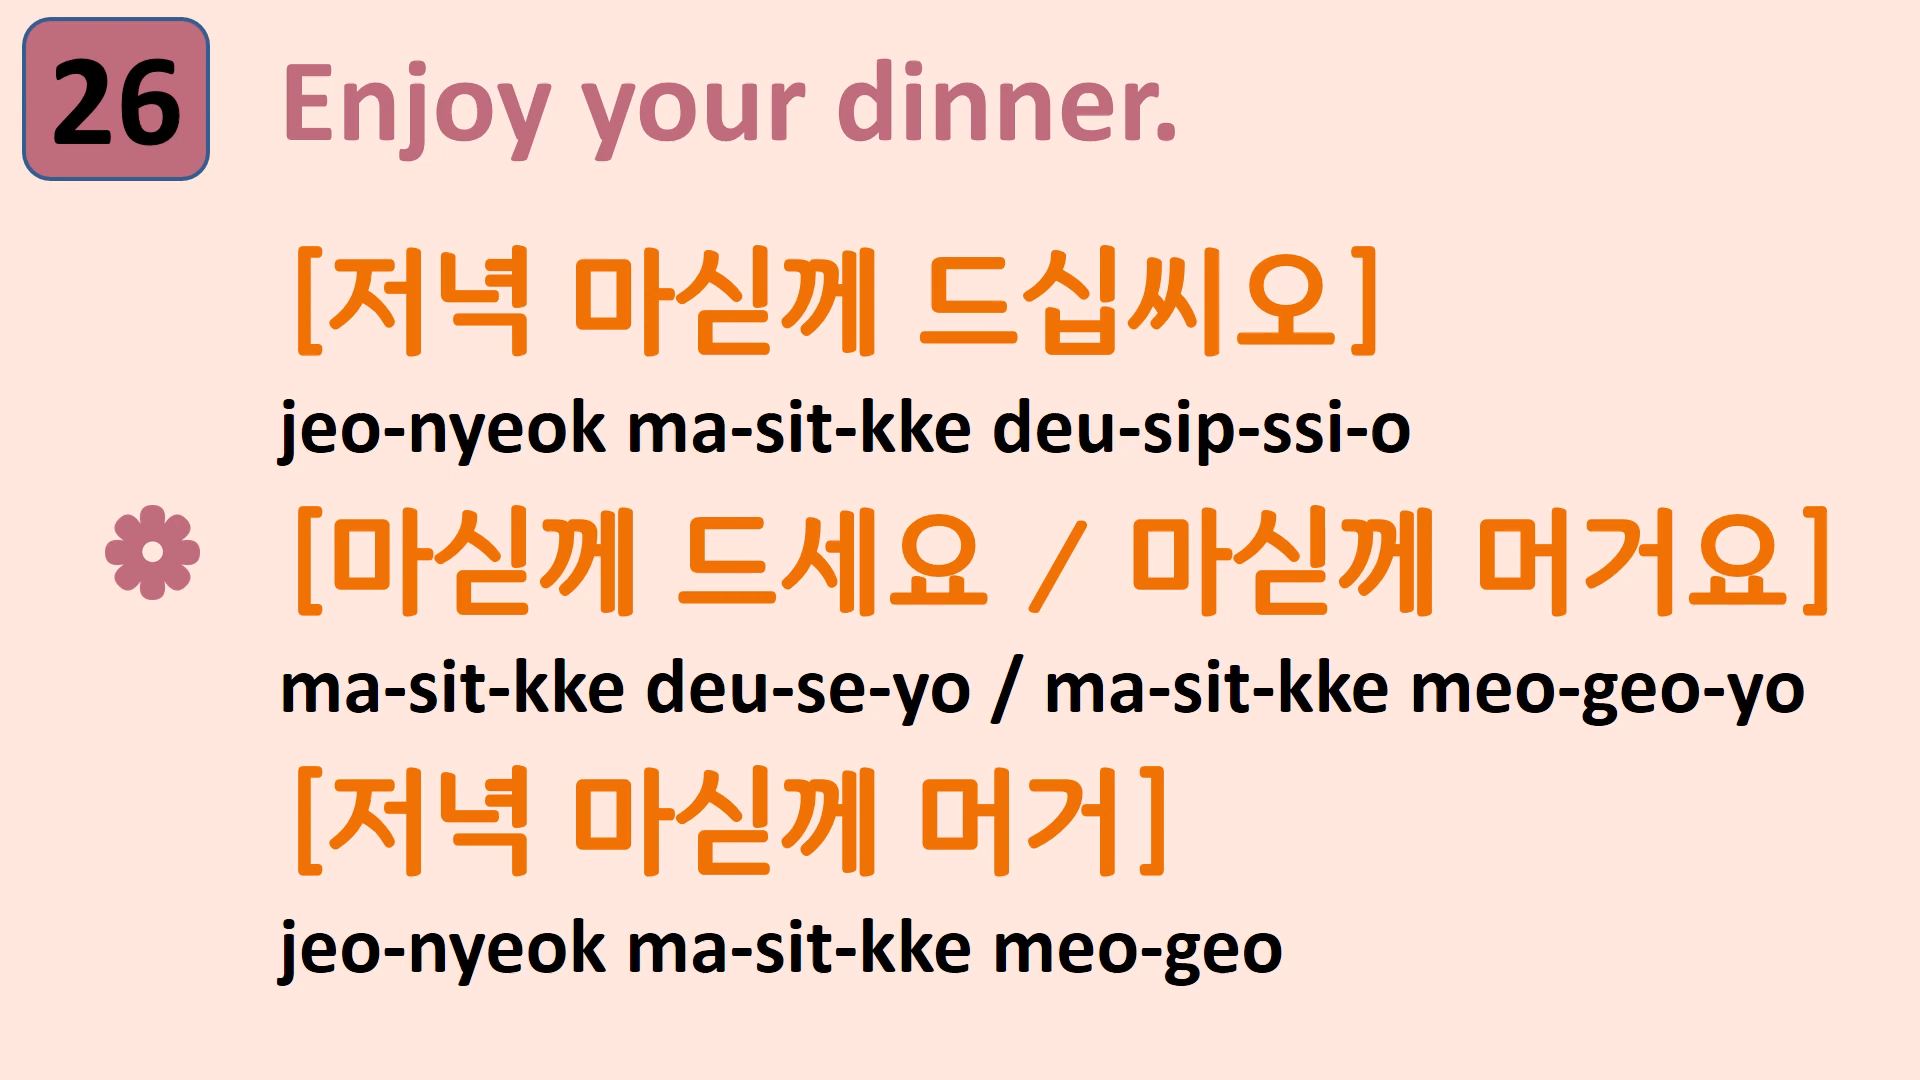 26 Enjoy your dinner.
[저녁 마싣께 드십씨오]
jeo-nyeok ma-sit-kke deu-sip-ssi-o
[마싣께 드세요 / 마싣께 머거요]
ma-sit-kke deu-se-yo / ma-sit-kke meo-geo-yo
[저녁 마싣께 머거]
jeo-nyeok ma-sit-kke meo-geo